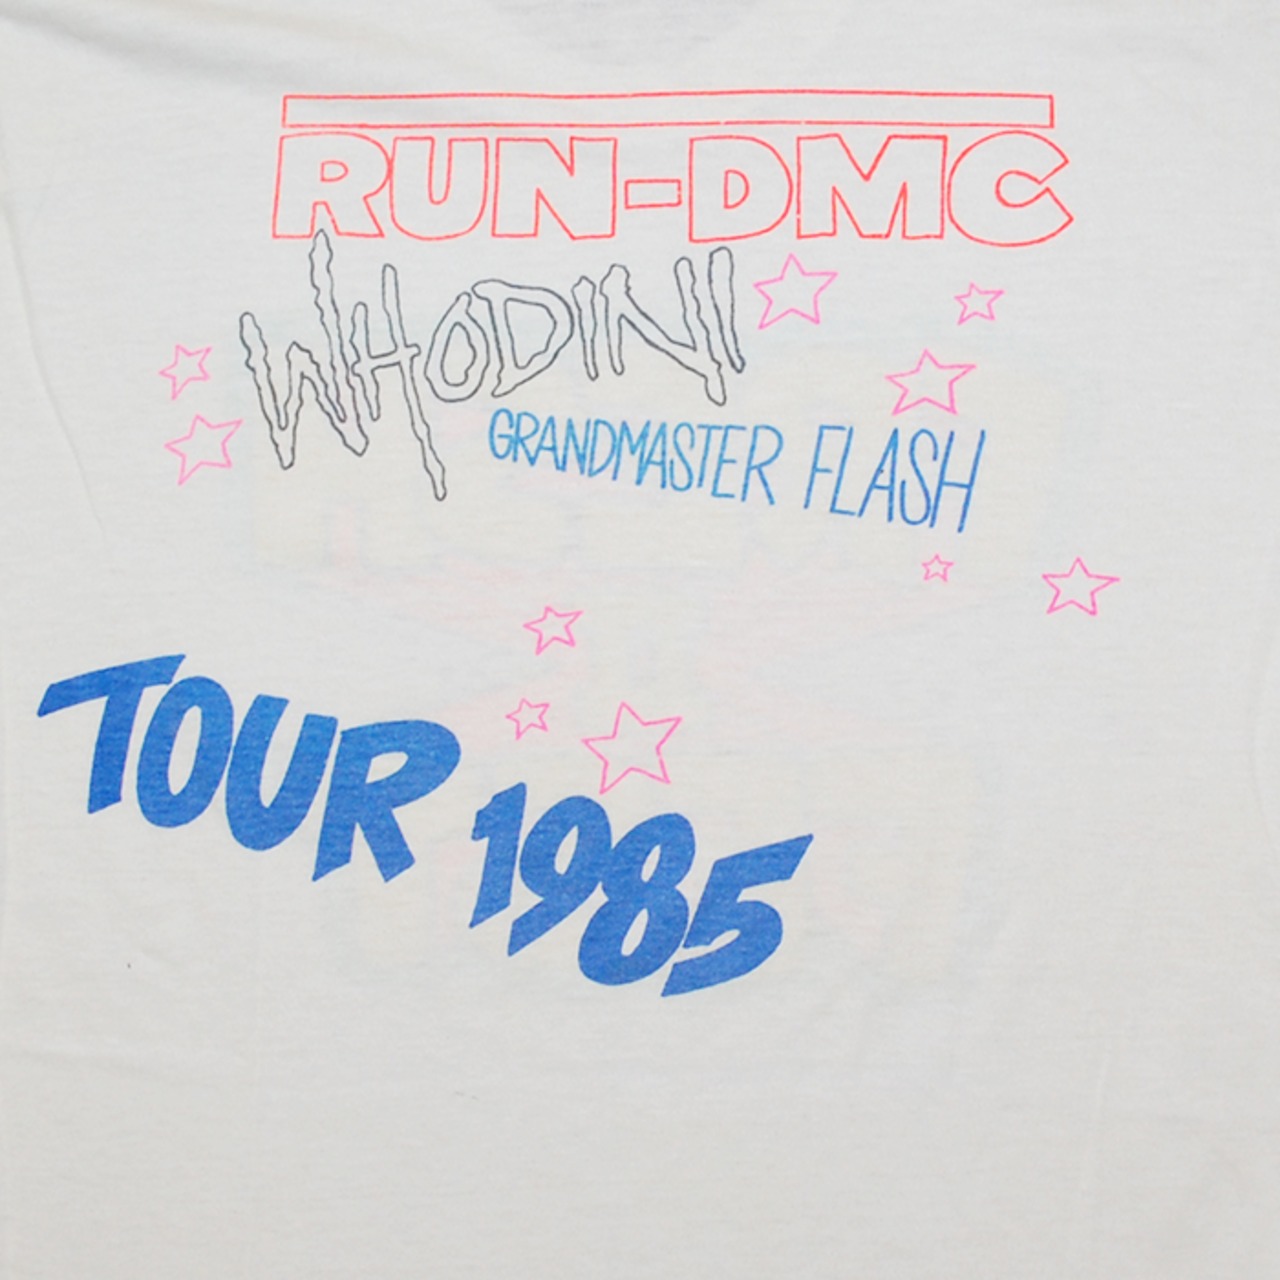 RUN-DMC
WHODINI
GRANDMASTER FLASH
TOUR 1985